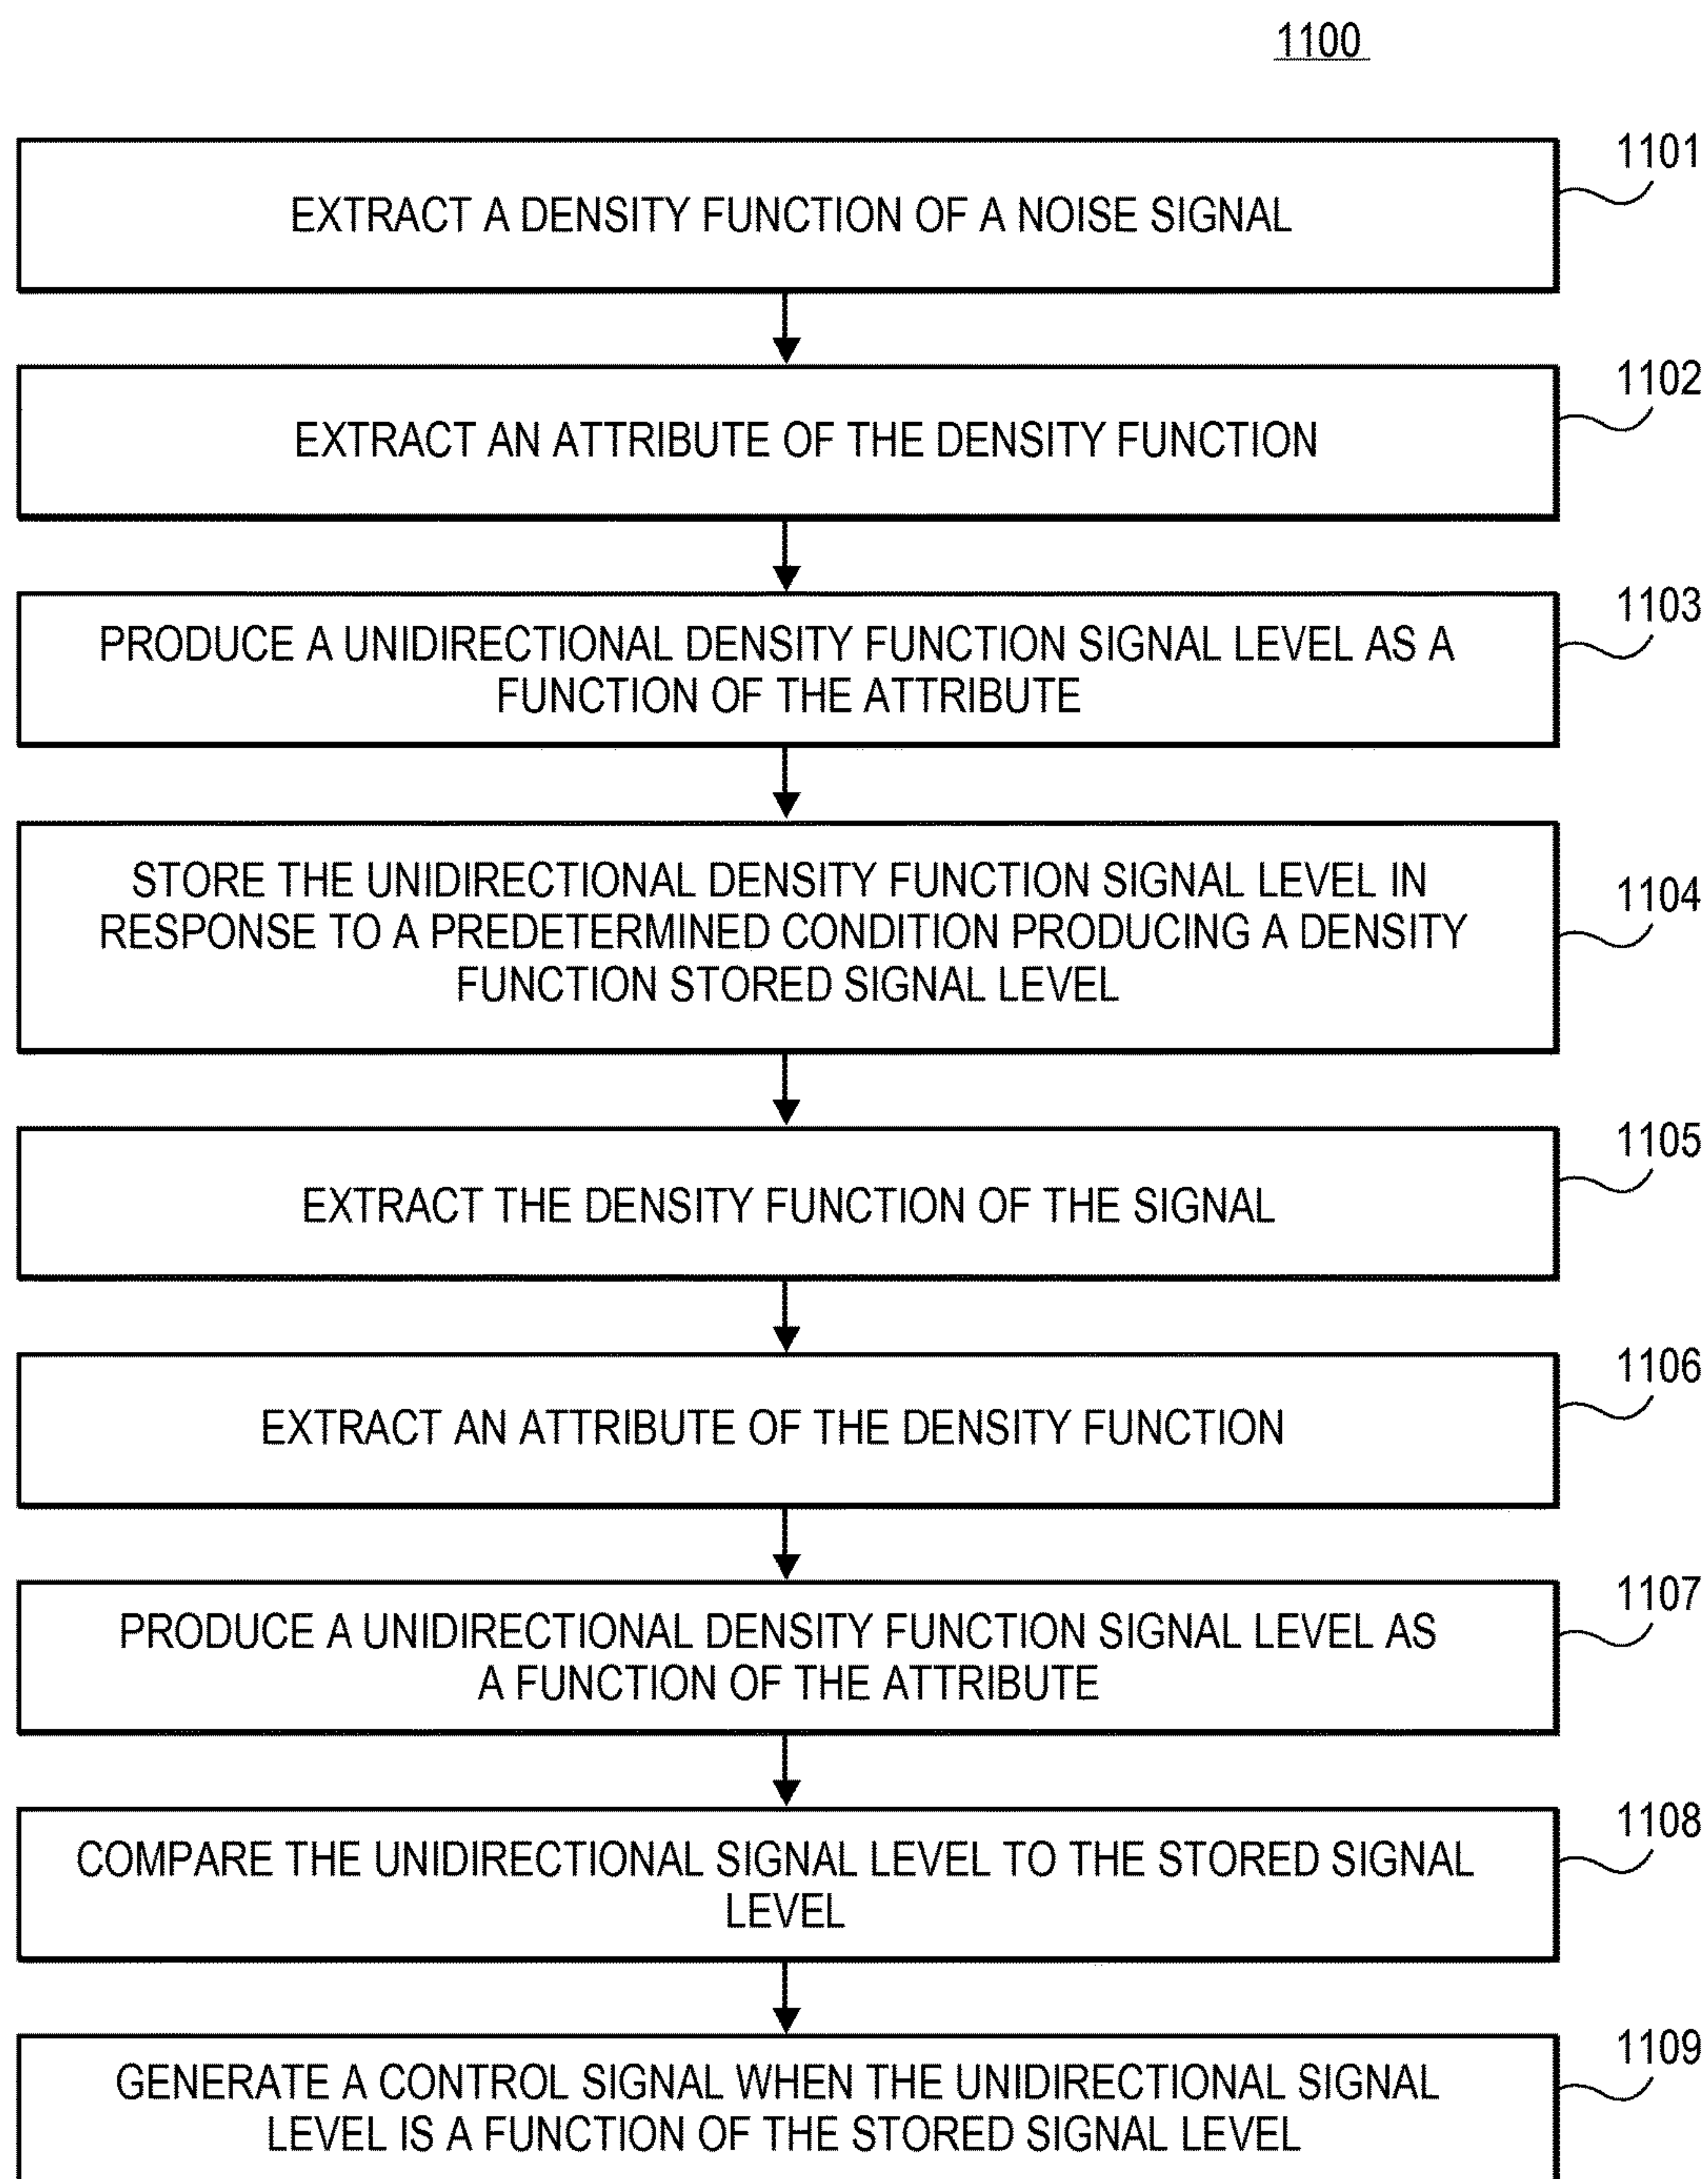 1100
1101
EXTRACT A DENSITY FUNCTION OF A NOISE SIGNAL
1102
EXTRACT AN ATTRIBUTE OF THE DENSITY FUNCTION
1103
PRODUCE A UNIDIRECTIONAL DENSITY FUNCTION SIGNAL LEVEL AS A
FUNCTION OF THE ATTRIBUTE
1104
STORE THE UNIDIRECTIONAL DENSITY FUNCTION SIGNAL LEVEL IN
RESPONSE TO A PREDETERMINED CONDITION PRODUCING A DENSITY
FUNCTION STORED SIGNAL LEVEL
1105
EXTRACT THE DENSITY FUNCTION OF THE SIGNAL
1106
EXTRACT AN ATTRIBUTE OF THE DENSITY FUNCTION
1107
PRODUCE A UNIDIRECTIONAL DENSITY FUNCTION SIGNAL LEVEL AS
A FUNCTION OF THE ATTRIBUTE
1108
COMPARE THE UNIDIRECTIONAL SIGNAL LEVEL TO THE STORED SIGNAL
LEVEL
1109
GENERATE A CONTROL SIGNAL WHEN THE UNIDIRECTIONAL SIGNAL
LEVEL IS A FUNCTION OF THE STORED SIGNAL LEVEL